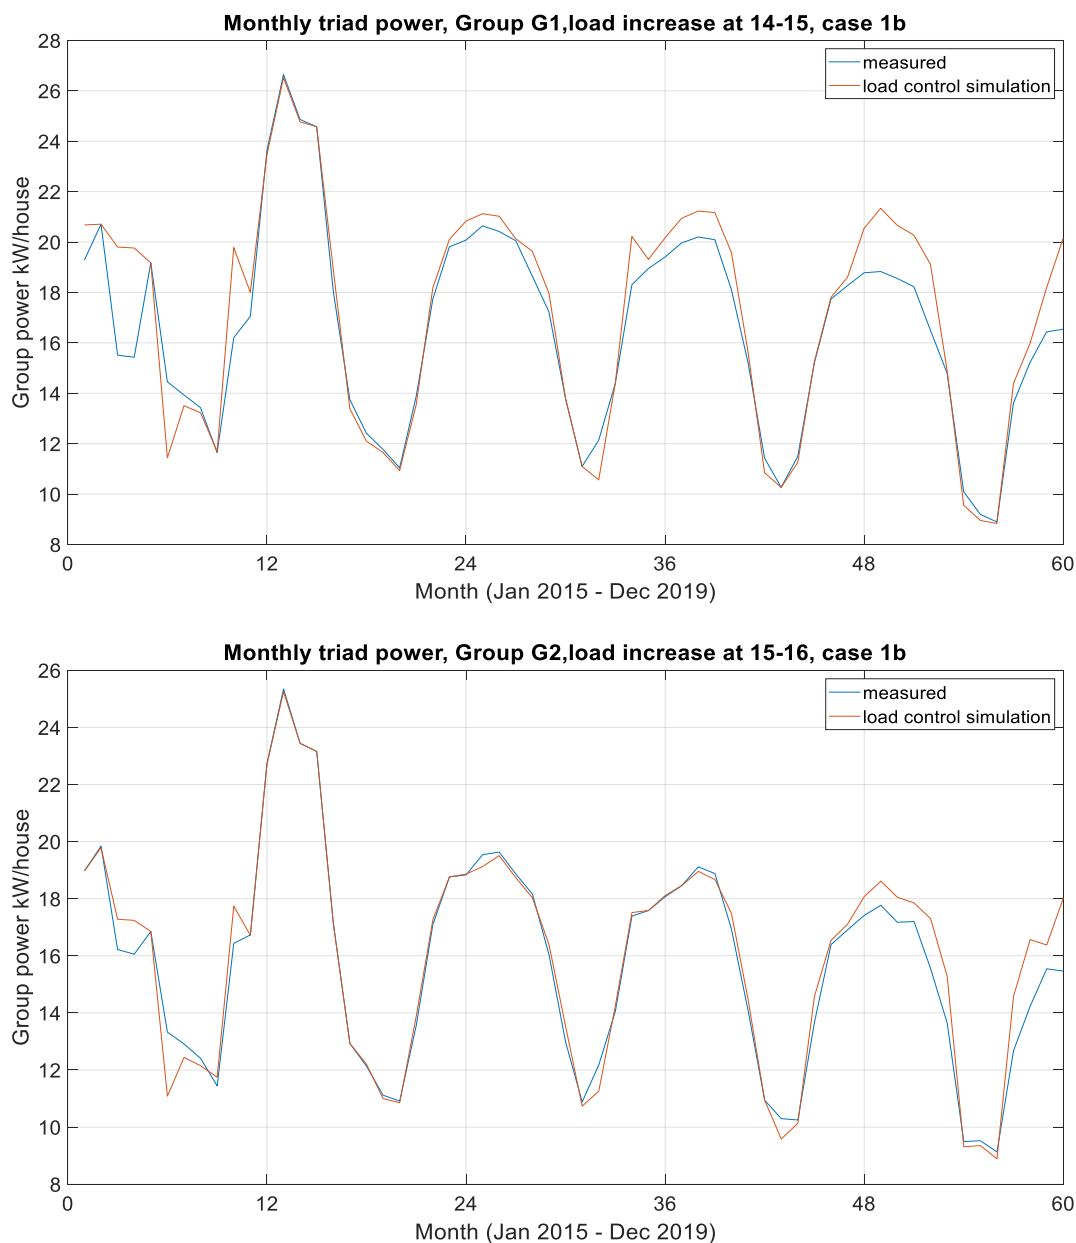 Monthly triad power, Group G1,load increase at 14-15, case 1b
28
26
24
22
20
18
16
14
12
10
8
Group power kW/house
measured
load control simulation
0 12 24 36 48 60
Month (Jan 2015 - Dec 2019)
Monthly triad power, Group G2,load increase at 15-16, case 1b
26
24
22
20
18
16
14
12
10
8
Group power kW/house
measured
load control simulation
0 12 24 36 48 60
Month (Jan 2015 - Dec 2019)